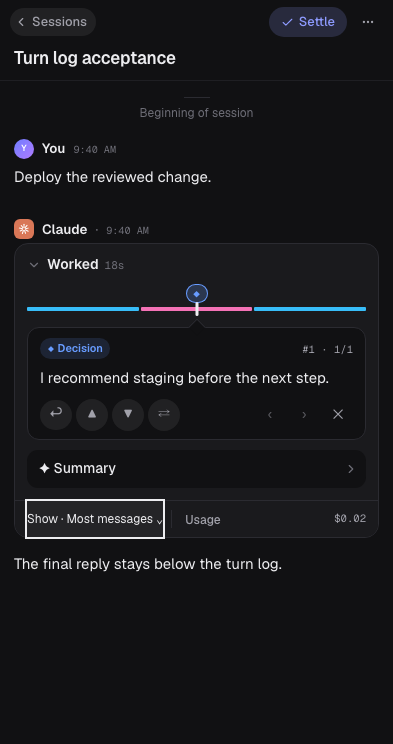 Sessions
Settle
Turn log acceptance
Beginning of session
Y You 9:40 AM
Deploy the reviewed change.
Claude · 9:40 AM
Worked 18s
Decision #1 · 1/1
I recommend staging before the next step.
Summary
Show · Most messages Usage $0.02
The final reply stays below the turn log.